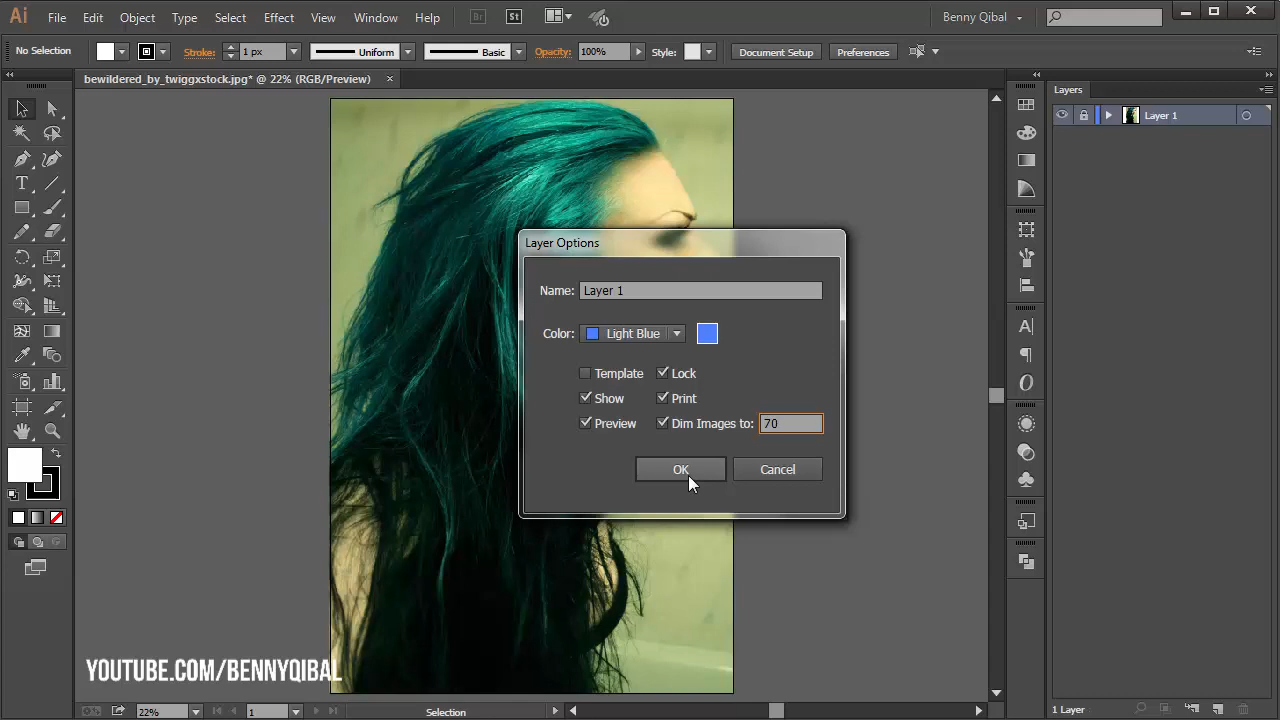 Ai File Edit Object Type Select Effect View Window Help Br St Benny Qibal
No Selection Stroke: 1 px Uniform Basic Opacity: 100% Style: Document Setup Preferences
bewildered_by_twiggxstock.jpg* @ 22% (RGB/Preview) ×
Layers
Layer 1
Layer Options
Name: Layer 1
Color: Light Blue
Template Lock
Show Print
Preview Dim Images to: 70
OK Cancel
YOUTUBE.COM/BENNYQIBAL
22% 1 Selection
1 Layer